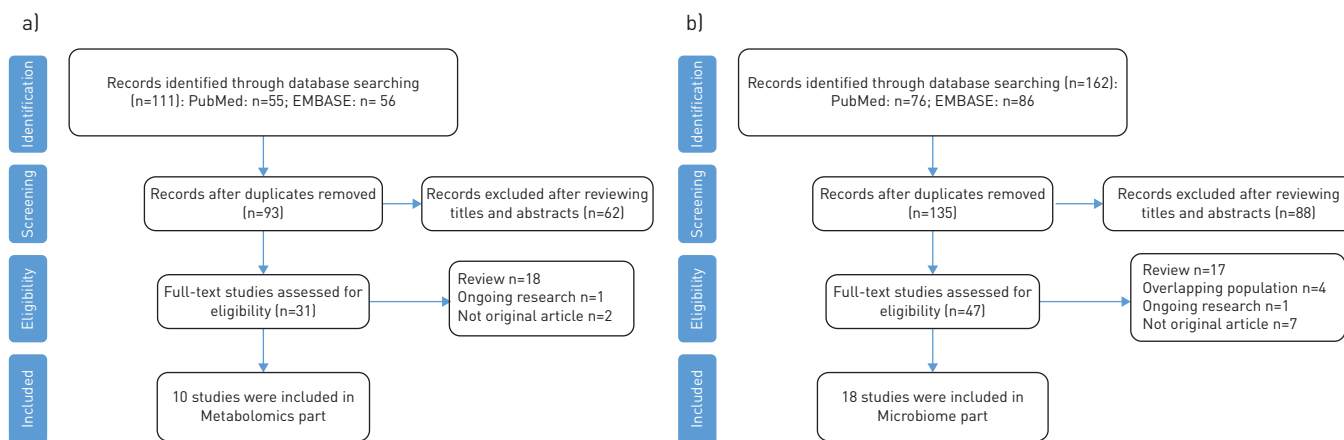 a)
Identification
Records identified through database searching
(n=111): PubMed: n=55; EMBASE: n= 56
Screening
Records after duplicates removed
(n=93)
Records excluded after reviewing
titles and abstracts (n=62)
Eligibility
Full-text studies assessed for
eligibility (n=31)
Review n=18
Ongoing research n=1
Not original article n=2
Included
10 studies were included in
Metabolomics part
b)
Identification
Records identified through database searching (n=162):
PubMed: n=76; EMBASE: n=86
Screening
Records after duplicates removed
(n=135)
Records excluded after reviewing
titles and abstracts (n=88)
Eligibility
Full-text studies assessed for
eligibility (n=47)
Review n=17
Overlapping population n=4
Ongoing research n=1
Not original article n=7
Included
18 studies were included in
Microbiome part